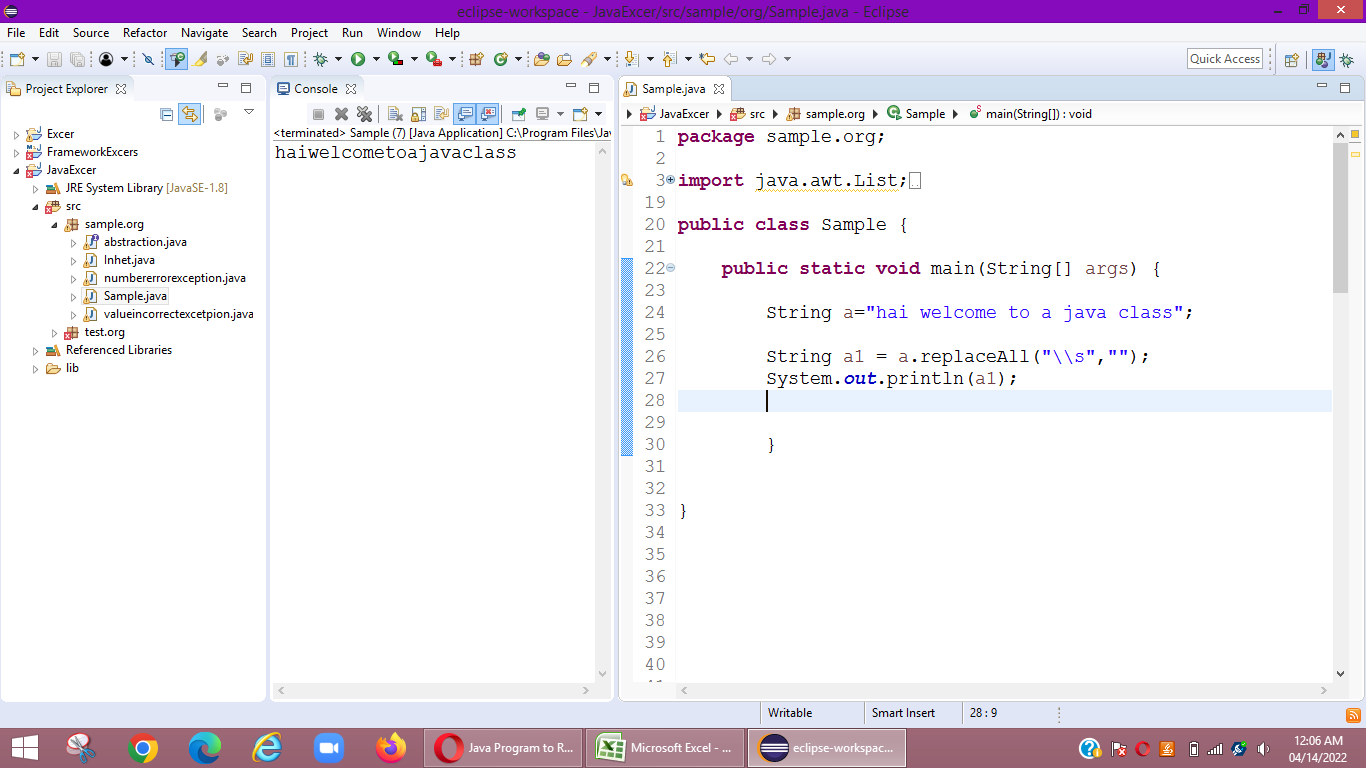 eclipse-workspace - JavaExcer/src/sample/org/Sample.java - Eclipse
File Edit Source Refactor Navigate Search Project Run Window Help
Quick Access
Project Explorer
Excer
FrameworkExcers
JavaExcer
JRE System Library [JavaSE-1.8]
src
sample.org
abstraction.java
Inhet.java
numbererrorexception.java
Sample.java
valueincorrectexcetpion.java
test.org
Referenced Libraries
lib
Console
<terminated> Sample (7) [Java Application] C:\Program Files\Jav
haiwelcometoajavaclass
Sample.java
JavaExcer src sample.org Sample main(String[]) : void
1 package sample.org;
2
3 import java.awt.List;
19
20 public class Sample {
21
22 public static void main(String[] args) {
23
24 String a="hai welcome to a java class";
25
26 String a1 = a.replaceAll("\\s","");
27 System.out.println(a1);
28
29
30 }
31
32
33 }
34
35
36
37
38
39
40
Writable Smart Insert 28 : 9
Java Program to R... Microsoft Excel - ... eclipse-workspac...
12:06 AM
04/14/2022